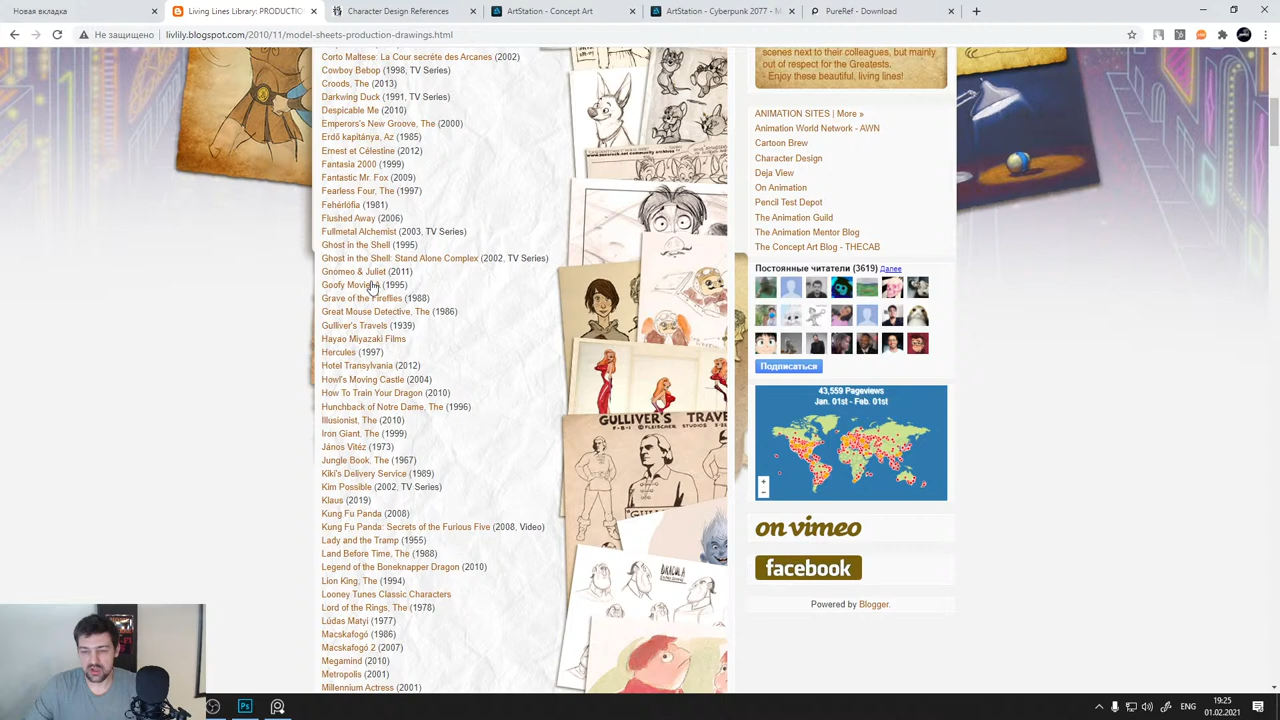 Новая вкладка
Living Lines Library: PRODUCTIO
Character Design References
ArtStation - Concept Art
ArtStation - Cyberpunk 2077 - M
PureRef - Download
Не защищено
livlily.blogspot.com/2010/11/model-sheets-production-drawings.html
Corto Maltese: La Cour secréte des Arcanes (2002)
Cowboy Bebop (1998, TV Series)
Croods, The (2013)
Darkwing Duck (1991, TV Series)
Despicable Me (2010)
Emperors's New Groove, The (2000)
Erdő kapitánya, Az (1985)
Ernest et Célestine (2012)
Fantasia 2000 (1999)
Fantastic Mr. Fox (2009)
Fearless Four, The (1997)
Fehérlófia (1981)
Flushed Away (2006)
Fullmetal Alchemist (2003, TV Series)
Ghost in the Shell (1995)
Ghost in the Shell: Stand Alone Complex (2002, TV Series)
Gnomeo & Juliet (2011)
Goofy Movie (1995)
Grave of the Fireflies (1988)
Great Mouse Detective, The (1986)
Gulliver's Travels (1939)
Hayao Miyazaki Films
Hercules (1997)
Hotel Transylvania (2012)
Howl's Moving Castle (2004)
How To Train Your Dragon (2010)
Hunchback of Notre Dame, The (1996)
Illusionist, The (2010)
Iron Giant, The (1999)
János Vitéz (1973)
Jungle Book, The (1967)
Kiki's Delivery Service (1989)
Kim Possible (2002, TV Series)
Klaus (2019)
Kung Fu Panda (2008)
Kung Fu Panda: Secrets of the Furious Five (2008, Video)
Lady and the Tramp (1955)
Land Before Time, The (1988)
Legend of the Boneknapper Dragon (2010)
Lion King, The (1994)
Looney Tunes Classic Characters
Lord of the Rings, The (1978)
Lúdas Matyi (1977)
Macskafogó (1986)
Macskafogó 2 (2007)
Megamind (2010)
Metropolis (2001)
Millennium Actress (2001)
GULLIVER'S TRAVE
DRACULA
scenes next to their colleagues, but mainly
out of respect for the Greatests.
- Enjoy these beautiful, living lines!
ANIMATION SITES | More »
Animation World Network - AWN
Cartoon Brew
Character Design
Deja View
On Animation
Pencil Test Depot
The Animation Guild
The Animation Mentor Blog
The Concept Art Blog - THECAB
Постоянные читатели (3619) Далее
Подписаться
43,559 Pageviews
Jan. 01st - Feb. 01st
+
−
on vimeo
facebook
Powered by Blogger.
Ps
ENG
19:25
01.02.2021